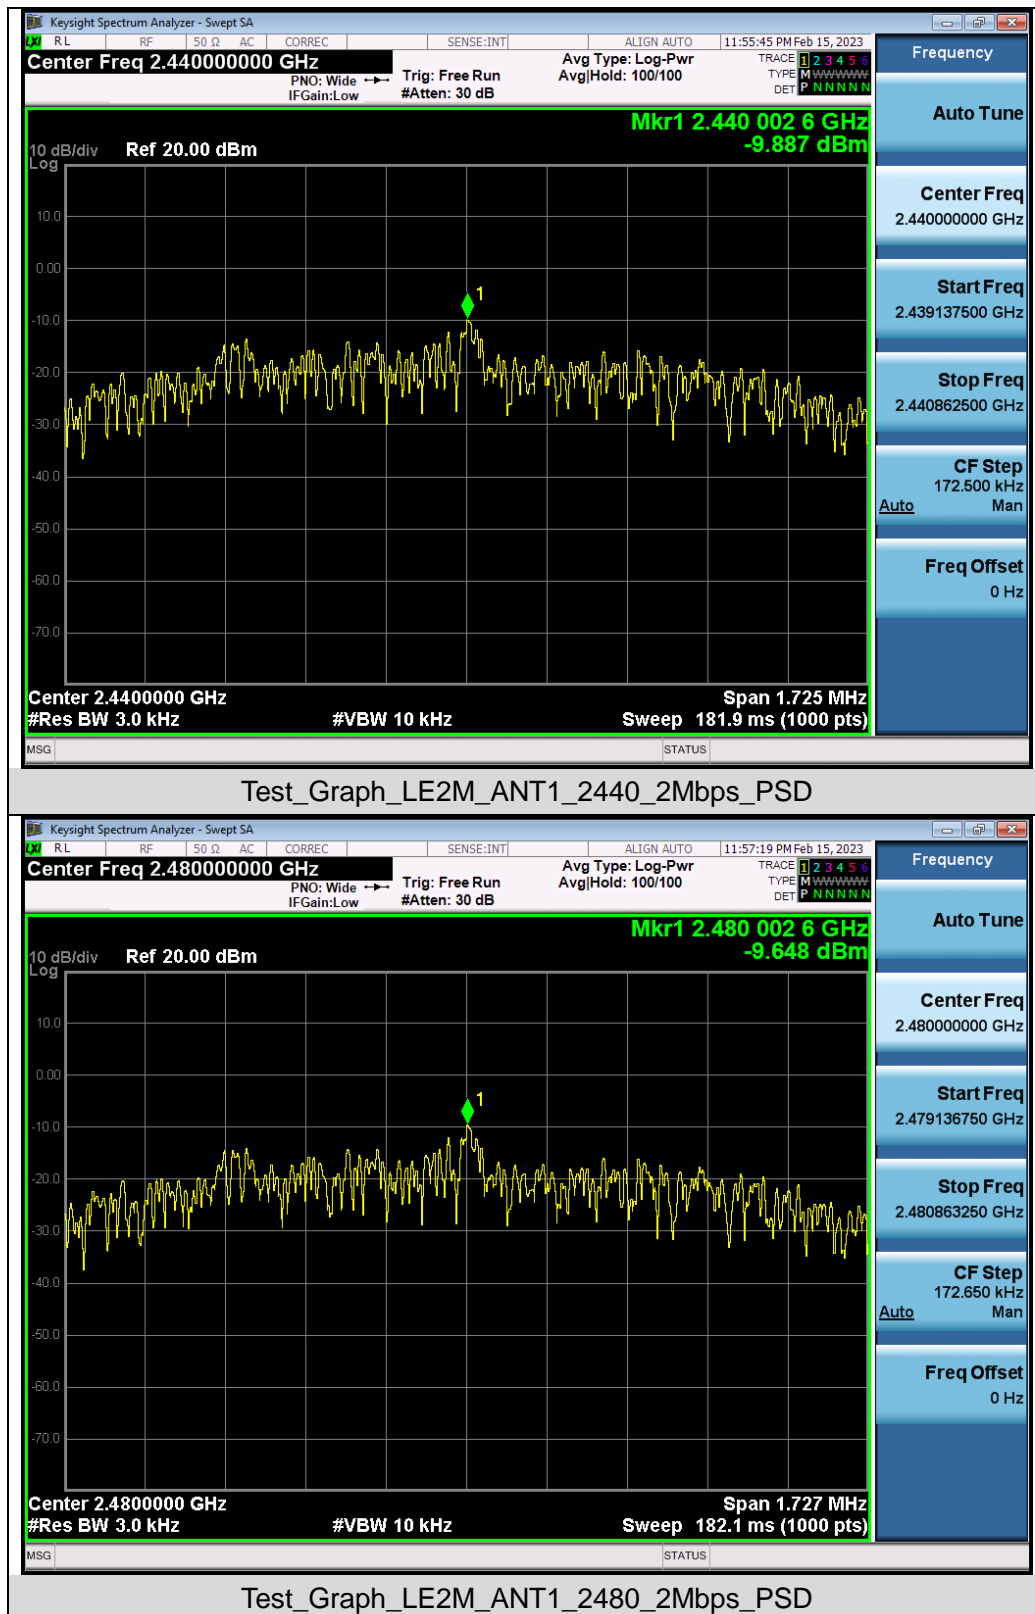 Keysight Spectrum Analyzer - Swept SA
LXI RL RF 50 Ω AC CORREC SENSE:INT ALIGN AUTO 11:55:45 PM Feb 15, 2023
Center Freq 2.440000000 GHz
PNO: Wide
IFGain:Low
Trig: Free Run
#Atten: 30 dB
Avg Type: Log-Pwr
Avg|Hold: 100/100
TRACE 1 2 3 4 5 6
TYPE M W W W W W
DET P N N N N N
Mkr1 2.440 002 6 GHz
-9.887 dBm
10 dB/div Ref 20.00 dBm
Log
10.0
0.00
-10.0
-20.0
-30.0
-40.0
-50.0
-60.0
-70.0
1
Center 2.4400000 GHz Span 1.725 MHz
#Res BW 3.0 kHz #VBW 10 kHz Sweep 181.9 ms (1000 pts)
MSG STATUS
Frequency
Auto Tune
Center Freq
2.440000000 GHz
Start Freq
2.439137500 GHz
Stop Freq
2.440862500 GHz
CF Step
172.500 kHz
Auto Man
Freq Offset
0 Hz
Test_Graph_LE2M_ANT1_2440_2Mbps_PSD
Keysight Spectrum Analyzer - Swept SA
LXI RL RF 50 Ω AC CORREC SENSE:INT ALIGN AUTO 11:57:19 PM Feb 15, 2023
Center Freq 2.480000000 GHz
PNO: Wide
IFGain:Low
Trig: Free Run
#Atten: 30 dB
Avg Type: Log-Pwr
Avg|Hold: 100/100
TRACE 1 2 3 4 5 6
TYPE M W W W W W
DET P N N N N N
Mkr1 2.480 002 6 GHz
-9.648 dBm
10 dB/div Ref 20.00 dBm
Log
10.0
0.00
-10.0
-20.0
-30.0
-40.0
-50.0
-60.0
-70.0
1
Center 2.4800000 GHz Span 1.727 MHz
#Res BW 3.0 kHz #VBW 10 kHz Sweep 182.1 ms (1000 pts)
MSG STATUS
Frequency
Auto Tune
Center Freq
2.480000000 GHz
Start Freq
2.479136750 GHz
Stop Freq
2.480863250 GHz
CF Step
172.650 kHz
Auto Man
Freq Offset
0 Hz
Test_Graph_LE2M_ANT1_2480_2Mbps_PSD